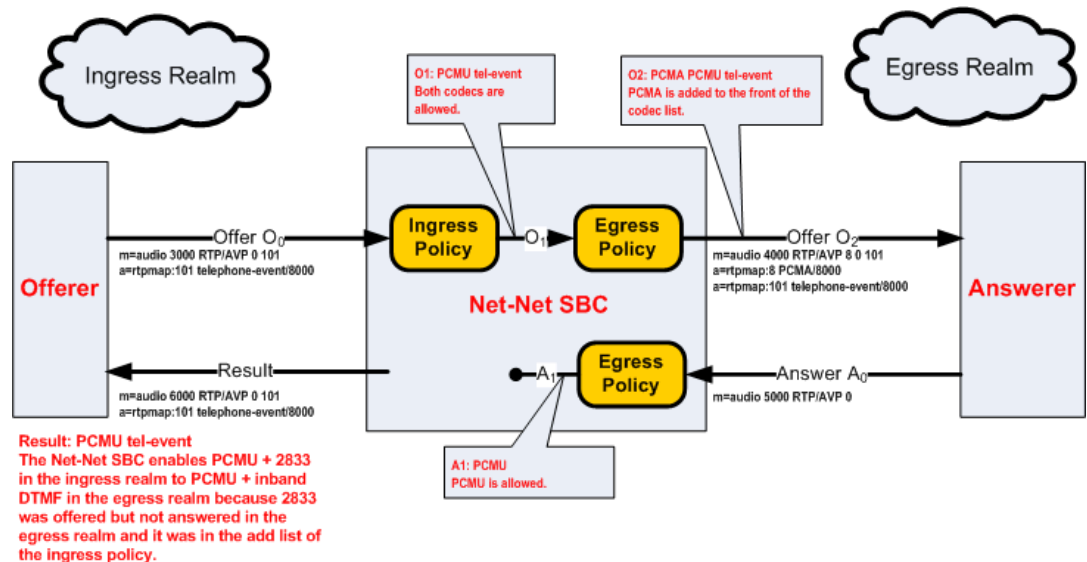 Ingress Realm
Egress Realm
O1: PCMU tel-event
Both codecs are
allowed.
O2: PCMA PCMU tel-event
PCMA is added to the front of the
codec list.
Offerer
Offer O0
m=audio 3000 RTP/AVP 0 101
a=rtpmap:101 telephone-event/8000
Ingress
Policy
O1
Egress
Policy
Offer O2
m=audio 4000 RTP/AVP 8 0 101
a=rtpmap:8 PCMA/8000
a=rtpmap:101 telephone-event/8000
Answerer
Net-Net SBC
Result
m=audio 6000 RTP/AVP 0 101
a=rtpmap:101 telephone-event/8000
A1
Egress
Policy
Answer A0
m=audio 5000 RTP/AVP 0
A1: PCMU
PCMU is allowed.
Result: PCMU tel-event
The Net-Net SBC enables PCMU + 2833
in the ingress realm to PCMU + inband
DTMF in the egress realm because 2833
was offered but not answered in the
egress realm and it was in the add list of
the ingress policy.